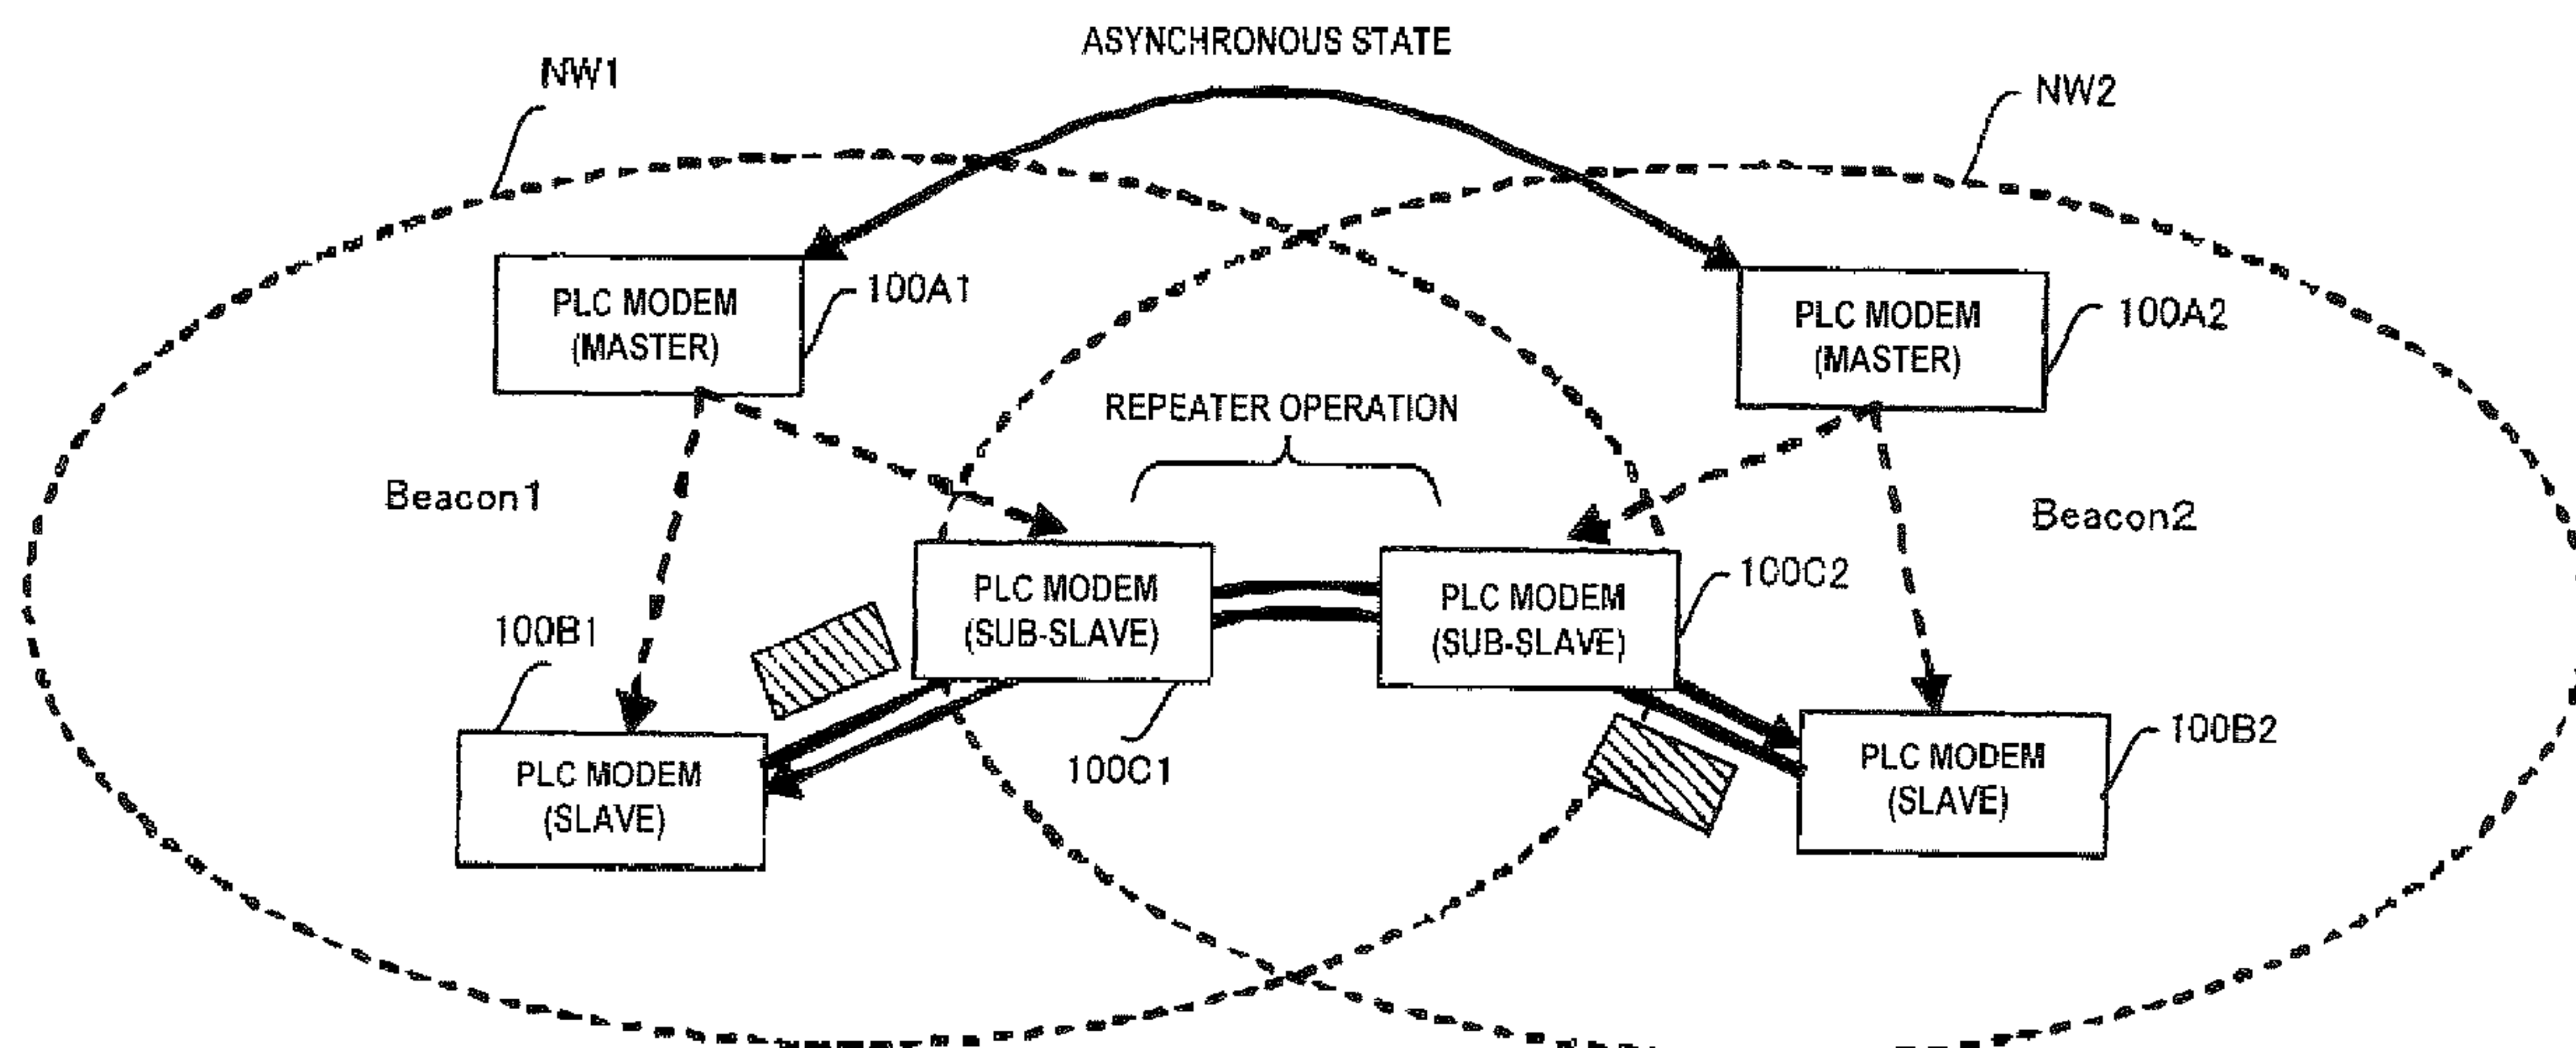 ASYNCHRONOUS STATE
NW1
NW2
PLC MODEM
(MASTER)
100A1
PLC MODEM
(MASTER)
100A2
REPEATER OPERATION
Beacon1
Beacon2
PLC MODEM
(SUB-SLAVE)
PLC MODEM
(SUB-SLAVE)
100C2
100B1
100C1
PLC MODEM
(SLAVE)
PLC MODEM
(SLAVE)
100B2